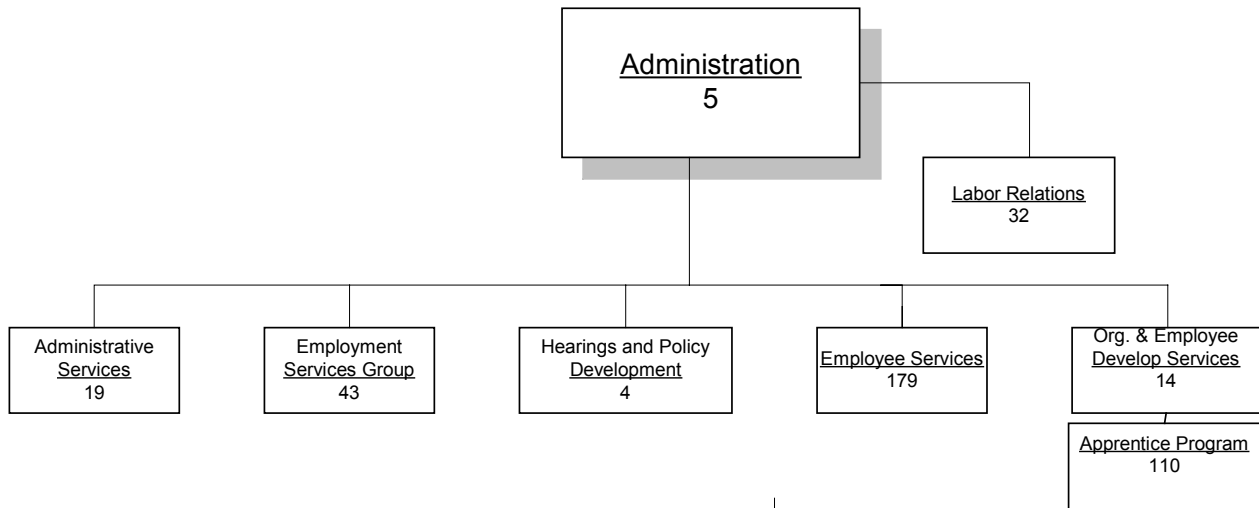 Administration
5
Labor Relations
32
Administrative
Services
19
Employment
Services Group
43
Hearings and Policy
Development
4
Employee Services
179
Org. & Employee
Develop Services
14
Apprentice Program
110